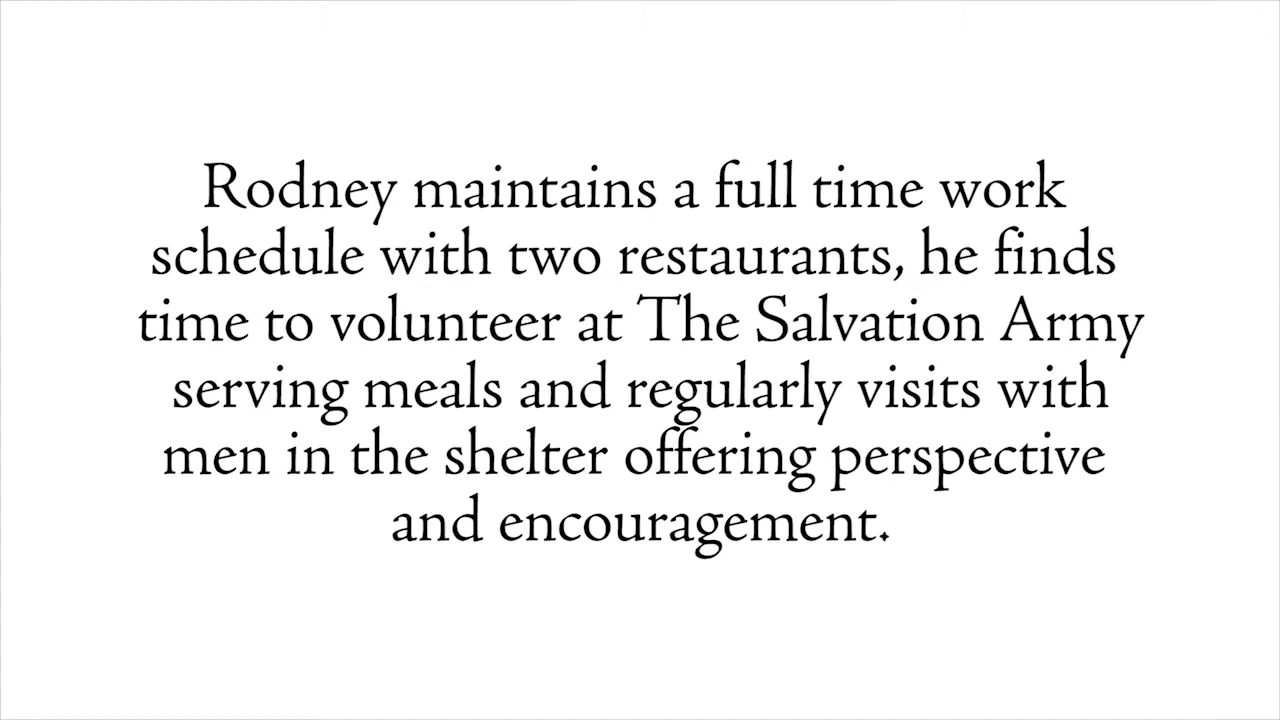 Rodney maintains a full time work
schedule with two restaurants, he finds
time to volunteer at The Salvation Army
serving meals and regularly visits with
men in the shelter offering perspective
and encouragement.